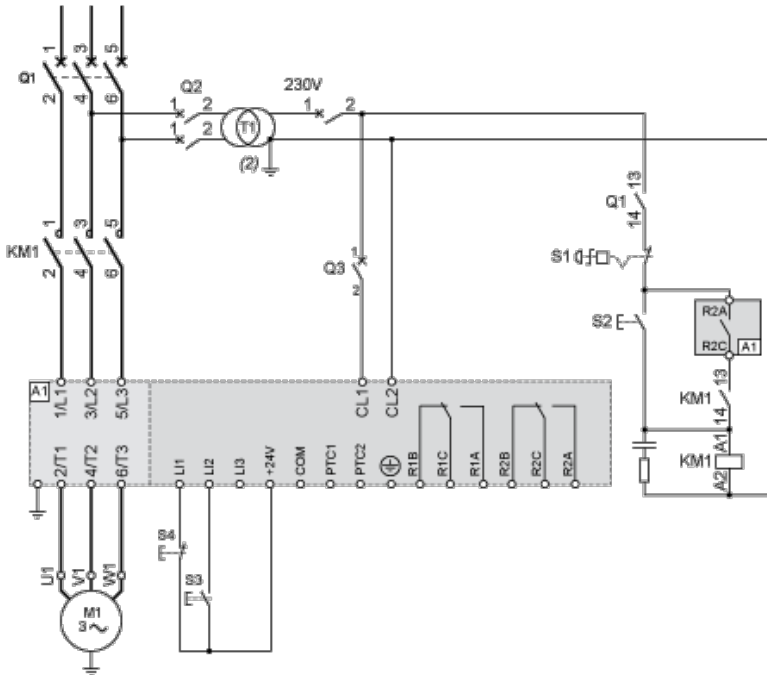 1 3 5
Q1
2 4 6
Q2
1 2
1 2
T1
(2)
230V
1 2
1 3 5
KM1
2 4 6
Q3
1
2
13
Q1
14
S1
S2
R2A
R2C
A1
13
KM1
14
A1
KM1
A2
A1
1/L1 3/L2 5/L3
CL1 CL2
2/T1 4/T2 6/T3
LI1 LI2 LI3 +24V COM PTC1 PTC2
R1B R1C R1A R2B R2C R2A
S4
S3
U1 V1 W1
M1
3